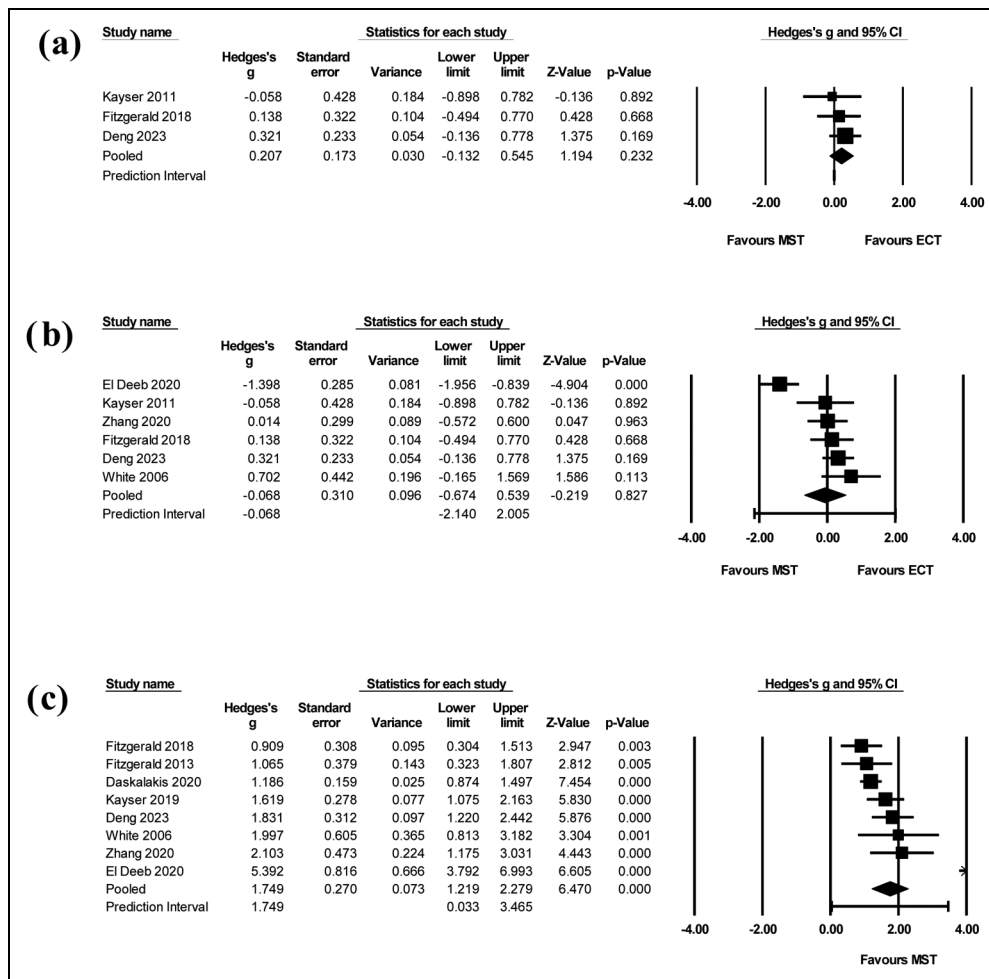 (a)
Study name Statistics for each study Hedges's g and 95% CI
Hedges's Standard Lower Upper
g error Variance limit limit Z-Value p-Value
Kayser 2011 -0.058 0.428 0.184 -0.898 0.782 -0.136 0.892
Fitzgerald 2018 0.138 0.322 0.104 -0.494 0.770 0.428 0.668
Deng 2023 0.321 0.233 0.054 -0.136 0.778 1.375 0.169
Pooled 0.207 0.173 0.030 -0.132 0.545 1.194 0.232
Prediction Interval
-4.00 -2.00 0.00 2.00 4.00
Favours MST Favours ECT
(b)
Study name Statistics for each study Hedges's g and 95% CI
Hedges's Standard Lower Upper
g error Variance limit limit Z-Value p-Value
El Deeb 2020 -1.398 0.285 0.081 -1.956 -0.839 -4.904 0.000
Kayser 2011 -0.058 0.428 0.184 -0.898 0.782 -0.136 0.892
Zhang 2020 0.014 0.299 0.089 -0.572 0.600 0.047 0.963
Fitzgerald 2018 0.138 0.322 0.104 -0.494 0.770 0.428 0.668
Deng 2023 0.321 0.233 0.054 -0.136 0.778 1.375 0.169
White 2006 0.702 0.442 0.196 -0.165 1.569 1.586 0.113
Pooled -0.068 0.310 0.096 -0.674 0.539 -0.219 0.827
Prediction Interval -0.068 -2.140 2.005
-4.00 -2.00 0.00 2.00 4.00
Favours MST Favours ECT
(c)
Study name Statistics for each study Hedges's g and 95% CI
Hedges's Standard Lower Upper
g error Variance limit limit Z-Value p-Value
Fitzgerald 2018 0.909 0.308 0.095 0.304 1.513 2.947 0.003
Fitzgerald 2013 1.065 0.379 0.143 0.323 1.807 2.812 0.005
Daskalakis 2020 1.186 0.159 0.025 0.874 1.497 7.454 0.000
Kayser 2019 1.619 0.278 0.077 1.075 2.163 5.830 0.000
Deng 2023 1.831 0.312 0.097 1.220 2.442 5.876 0.000
White 2006 1.997 0.605 0.365 0.813 3.182 3.304 0.001
Zhang 2020 2.103 0.473 0.224 1.175 3.031 4.443 0.000
El Deeb 2020 5.392 0.816 0.666 3.792 6.993 6.605 0.000
Pooled 1.749 0.270 0.073 1.219 2.279 6.470 0.000
Prediction Interval 1.749 0.033 3.465
-4.00 -2.00 0.00 2.00 4.00
Favours MST